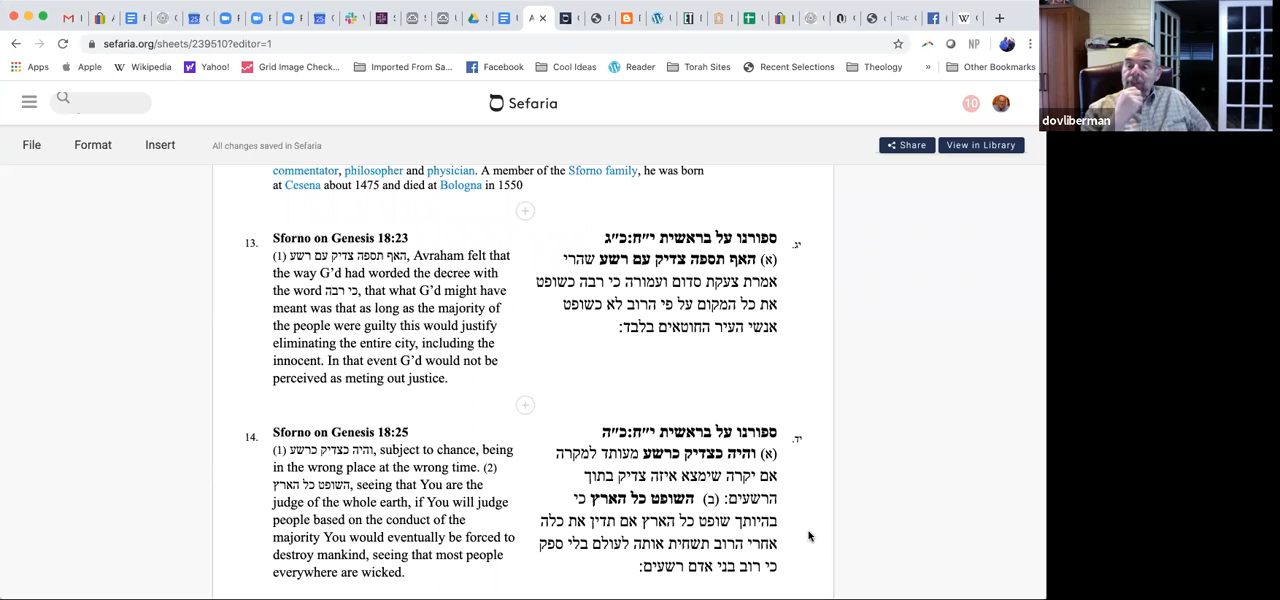 sefaria.org/sheets/239510?editor=1
NP
Apps Apple Wikipedia Yahoo! Grid Image Check... Imported From Sa... Facebook Cool Ideas Reader Torah Sites Recent Selections Theology » Other Bookmarks
dovliberman
Sefaria
10
File Format Insert All changes saved in Sefaria Share View in Library
commentator, philosopher and physician. A member of the Sforno family, he was born
at Cesena about 1475 and died at Bologna in 1550
13.
Sforno on Genesis 18:23
(1) האף תספה צדיק עם רשע, Avraham felt that
the way G’d had worded the decree with
the word כי רבה, that what G’d might have
meant was that as long as the majority of
the people were guilty this would justify
eliminating the entire city, including the
innocent. In that event G’d would not be
perceived as meting out justice.
יג.
ספורנו על בראשית י״ח:כ״ג
(א) האף תספה צדיק עם רשע שהרי
אמרת צעקת סדום ועמורה כי רבה כשופט
את כל המקום על פי הרוב לא כשופט
אנשי העיר החוטאים בלבד:
14.
Sforno on Genesis 18:25
(1) והיה כצדיק כרשע, subject to chance, being
in the wrong place at the wrong time. (2)
השופט כל הארץ, seeing that You are the
judge of the whole earth, if You will judge
people based on the conduct of the
majority You would eventually be forced to
destroy mankind, seeing that most people
everywhere are wicked.
יד.
ספורנו על בראשית י״ח:כ״ה
(א) והיה כצדיק כרשע מעותד למקרה
אם יקרה שימצא איזה צדיק בתוך
הרשעים: (ב) השופט כל הארץ כי
בהיותך שופט כל הארץ אם תדין את כלה
אחרי הרוב תשחית אותה לעולם בלי ספק
כי רוב בני אדם רשעים: